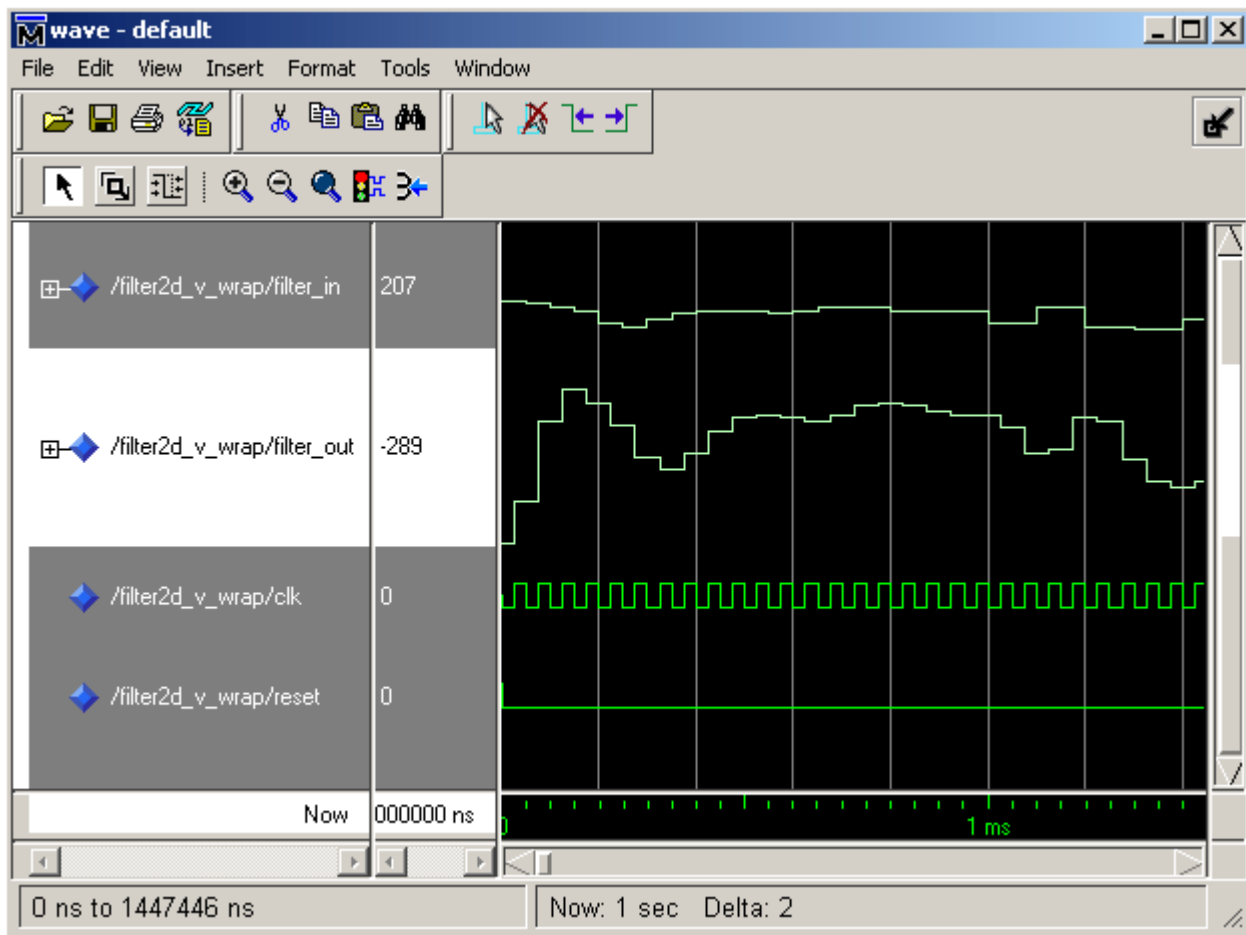 wave - default
File Edit View Insert Format Tools Window
/filter2d_v_wrap/filter_in 207
/filter2d_v_wrap/filter_out -289
/filter2d_v_wrap/clk 0
/filter2d_v_wrap/reset 0
Now 000000 ns 0 1 ms
0 ns to 1447446 ns Now: 1 sec Delta: 2